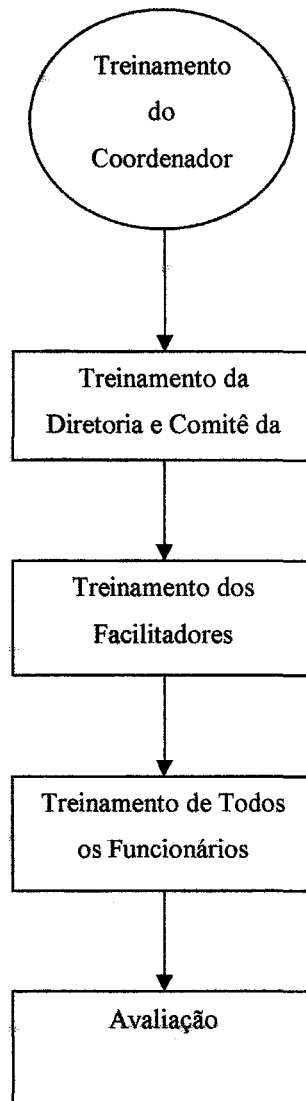 Treinamento
do
Coordenador
Treinamento da
Diretoria e Comitê da
Treinamento dos
Facilitadores
Treinamento de Todos
os Funcionários
Avaliação